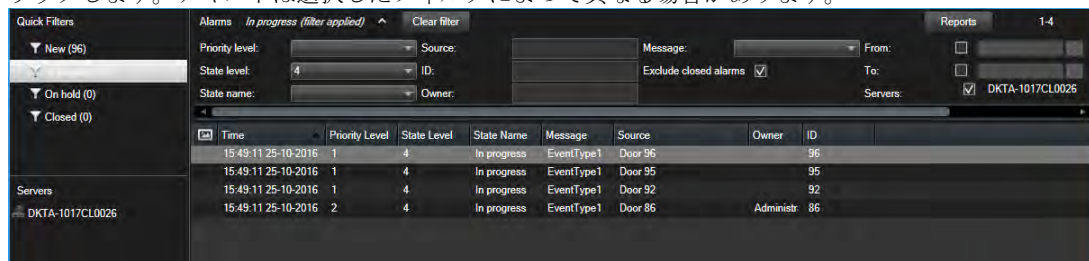 Quick Filters
Alarms In progress (filter applied) Clear filter Reports 1-4
New (96)
Priority level: Source: Message: From:
State level: 4 ID: Exclude closed alarms To:
On hold (0)
State name: Owner: Servers: DKTA-1017CL0026
Closed (0)
Time Priority Level State Level State Name Message Source Owner ID
15:49:11 25-10-2016 1 4 In progress EventType1 Door 96 96
15:49:11 25-10-2016 1 4 In progress EventType1 Door 95 95
15:49:11 25-10-2016 1 4 In progress EventType1 Door 92 92
15:49:11 25-10-2016 2 4 In progress EventType1 Door 86 Administr 86
Servers
DKTA-1017CL0026